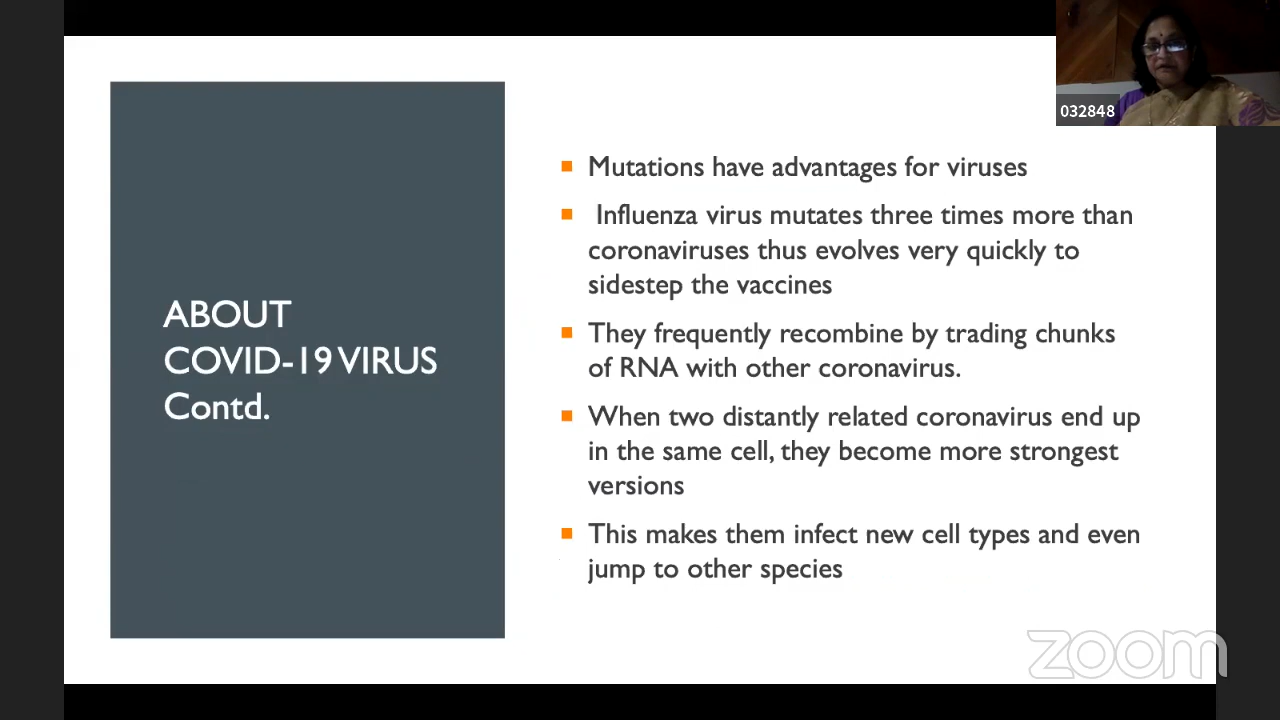 032848
ABOUT
COVID-19 VIRUS
Contd.
Mutations have advantages for viruses
Influenza virus mutates three times more than
coronaviruses thus evolves very quickly to
sidestep the vaccines
They frequently recombine by trading chunks
of RNA with other coronavirus.
When two distantly related coronavirus end up
in the same cell, they become more strongest
versions
This makes them infect new cell types and even
jump to other species
zoom